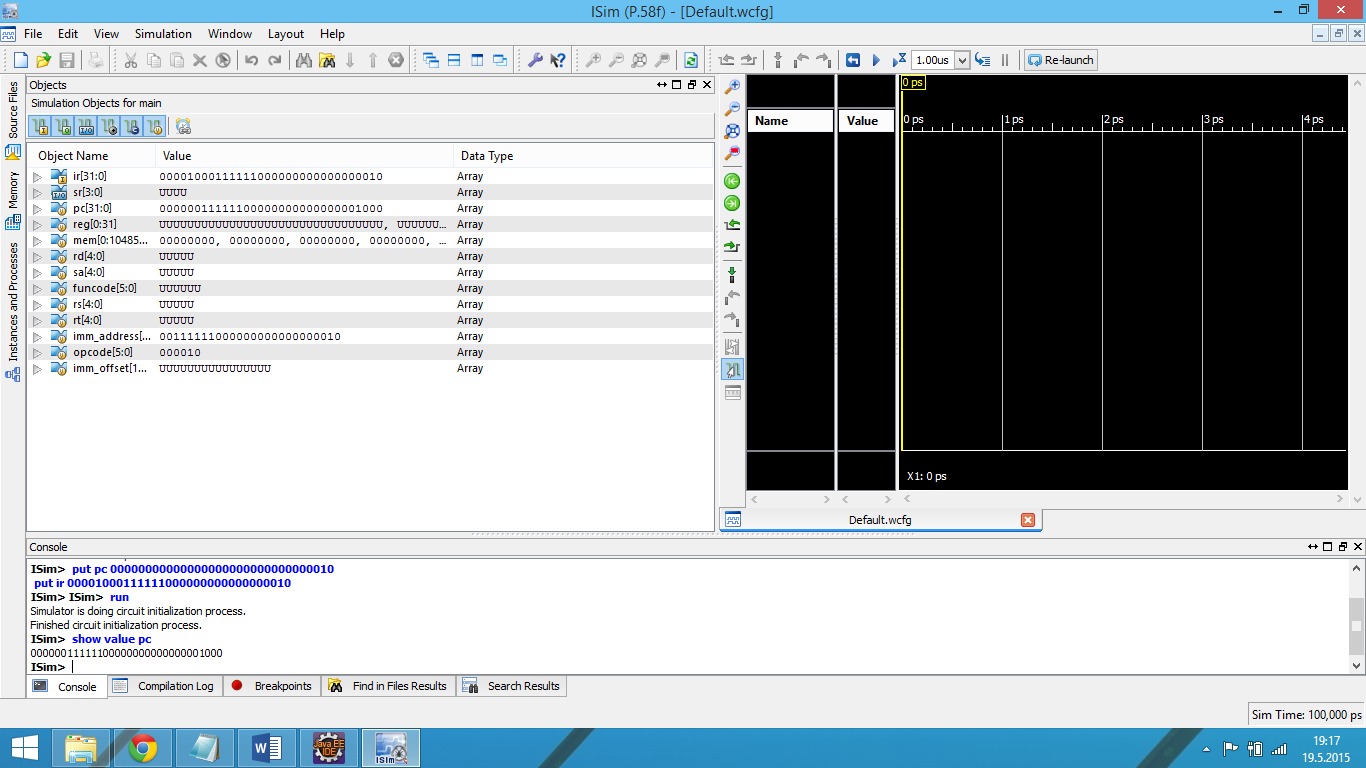 ISim (P.58f) - [Default.wcfg]
File Edit View Simulation Window Layout Help
1.00us Re-launch
Objects
Simulation Objects for main
Object Name Value Data Type
ir[31:0] 00001000111111000000000000000010 Array
sr[3:0] UUUU Array
pc[31:0] 00000011111100000000000000001000 Array
reg[0:31] UUUUUUUUUUUUUUUUUUUUUUUUUUUUUUUU, UUUUUU... Array
mem[0:10485... 00000000, 00000000, 00000000, 00000000, ... Array
rd[4:0] UUUUU Array
sa[4:0] UUUUU Array
funcode[5:0] UUUUUU Array
rs[4:0] UUUUU Array
rt[4:0] UUUUU Array
imm_address[... 00111111000000000000000010 Array
opcode[5:0] 000010 Array
imm_offset[1... UUUUUUUUUUUUUUUU Array
Source Files
Memory
Instances and Processes
Name Value
0 ps
0 ps 1 ps 2 ps 3 ps 4 ps
X1: 0 ps
Default.wcfg
Console
ISim> put pc 00000000000000000000000000000010
put ir 00001000111111000000000000000010
ISim> ISim> run
Simulator is doing circuit initialization process.
Finished circuit initialization process.
ISim> show value pc
00000011111100000000000000001000
ISim>
Console Compilation Log Breakpoints Find in Files Results Search Results
Sim Time: 100,000 ps
Java EE
IDE
ISim
19:17
19.5.2015